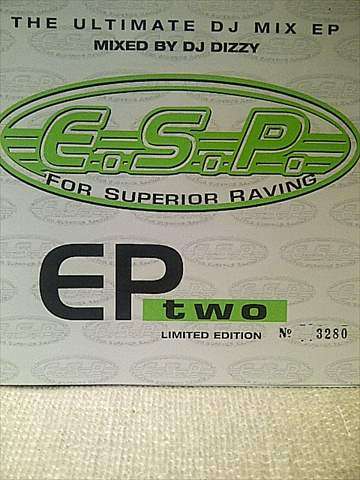 THE ULTIMATE DJ MIX EP
MIXED BY DJ DIZZY
E.S.P.
FOR SUPERIOR RAVING
EP two
LIMITED EDITION Nº 3280